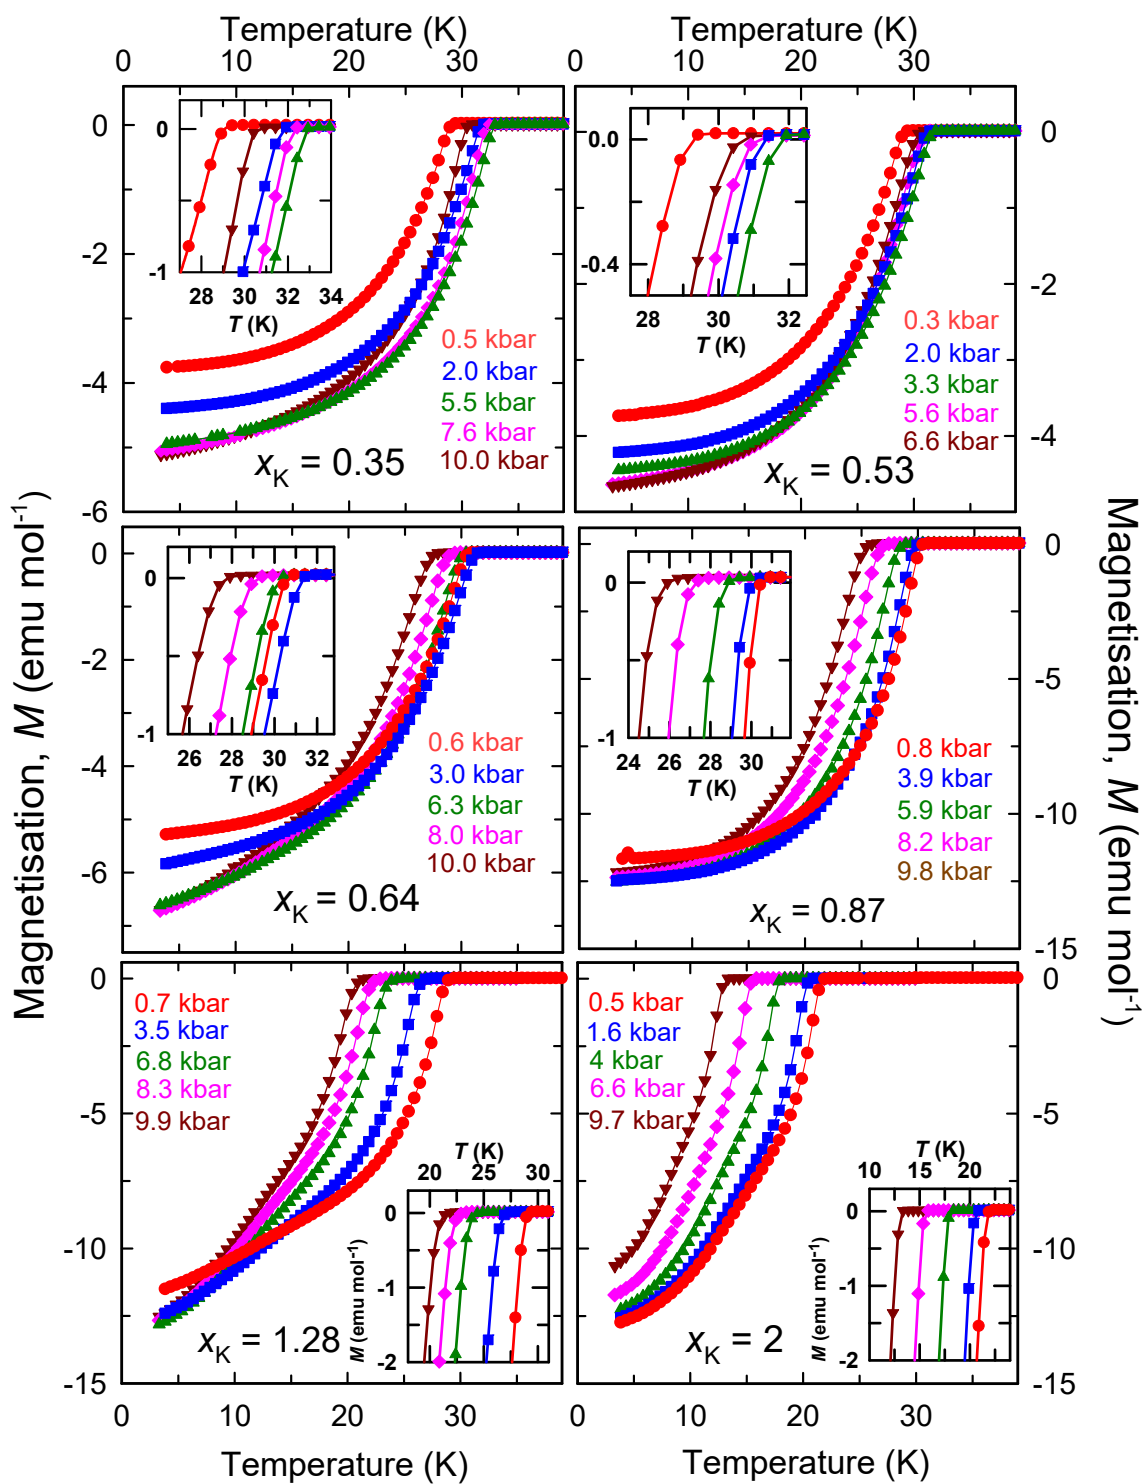 Temperature (K)
Temperature (K)
0 10 20 30
0 10 20 30
0
-2
-4
-6
0
-1
28 30 32 34
T (K)
0.5 kbar
2.0 kbar
5.5 kbar
7.6 kbar
10.0 kbar
xK = 0.35
0.0
-0.4
28 30 32
T (K)
0.3 kbar
2.0 kbar
3.3 kbar
5.6 kbar
6.6 kbar
xK = 0.53
0
-2
-4
Magnetisation, M (emu mol-1)
0
-2
-4
-6
0
-1
26 28 30 32
T (K)
0.6 kbar
3.0 kbar
6.3 kbar
8.0 kbar
10.0 kbar
xK = 0.64
0
-1
24 26 28 30
T (K)
0.8 kbar
3.9 kbar
5.9 kbar
8.2 kbar
9.8 kbar
xK = 0.87
0
-5
-10
-15
Magnetisation, M (emu mol-1)
0
-5
-10
-15
0.7 kbar
3.5 kbar
6.8 kbar
8.3 kbar
9.9 kbar
T (K)
20 25 30
0
-1
-2
M (emu mol-1)
xK = 1.28
0.5 kbar
1.6 kbar
4 kbar
6.6 kbar
9.7 kbar
T (K)
10 15 20
0
-1
-2
M (emu mol-1)
xK = 2
0
-5
-10
-15
0 10 20 30
0 10 20 30
Temperature (K)
Temperature (K)